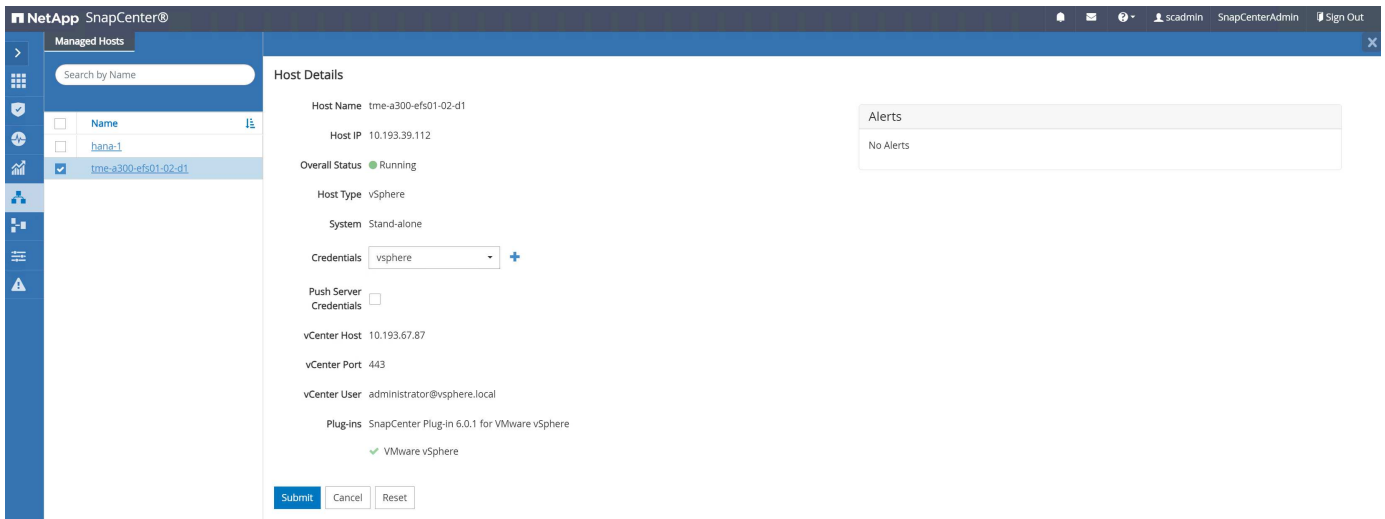 NetApp SnapCenter®
scadmin SnapCenterAdmin Sign Out
Managed Hosts
Search by Name
Name
hana-1
tme-a300-efs01-02-d1
Host Details
Host Name tme-a300-efs01-02-d1
Host IP 10.193.39.112
Overall Status Running
Host Type vSphere
System Stand-alone
Credentials vsphere
Push Server
Credentials
vCenter Host 10.193.67.87
vCenter Port 443
vCenter User administrator@vsphere.local
Plug-ins SnapCenter Plug-in 6.0.1 for VMware vSphere
VMware vSphere
Submit Cancel Reset
Alerts
No Alerts